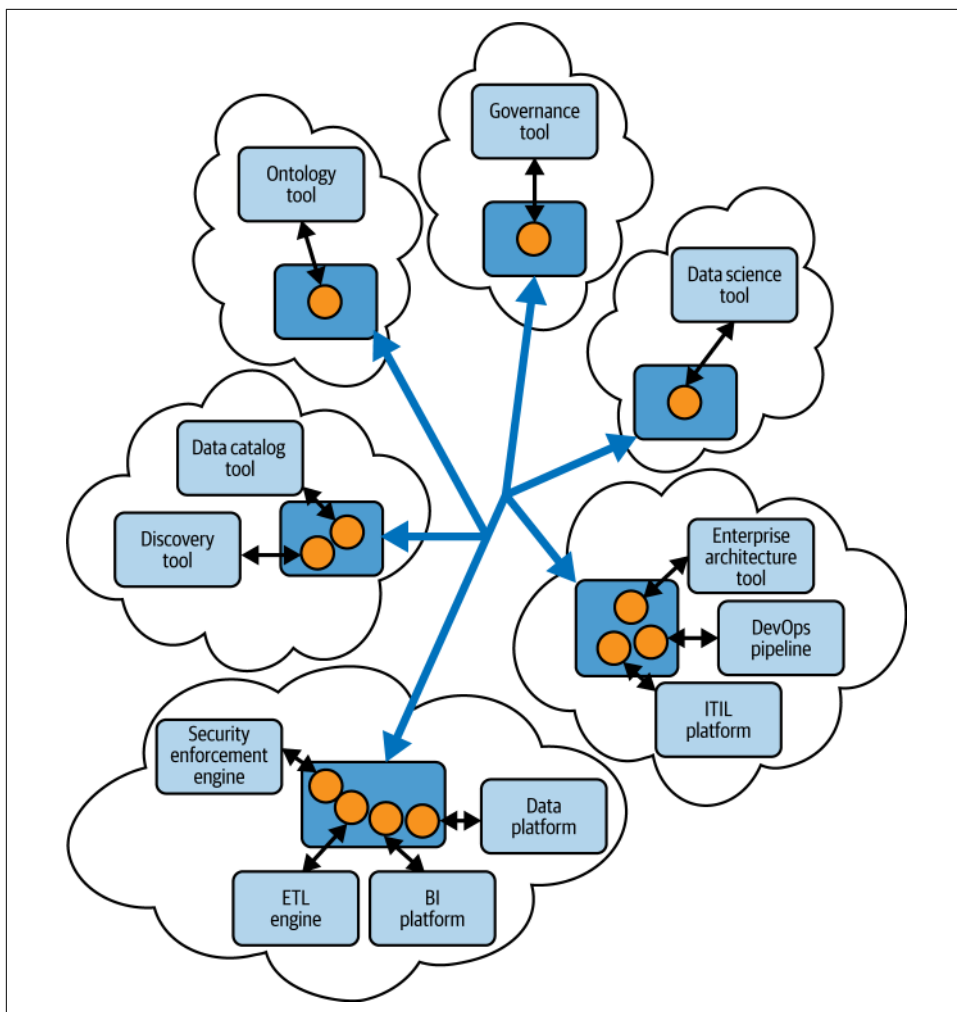 Governance
tool
Ontology
tool
Data science
tool
Data catalog
tool
Discovery
tool
Enterprise
architecture
tool
DevOps
pipeline
ITIL
platform
Security
enforcement
engine
Data
platform
ETL
engine
BI
platform